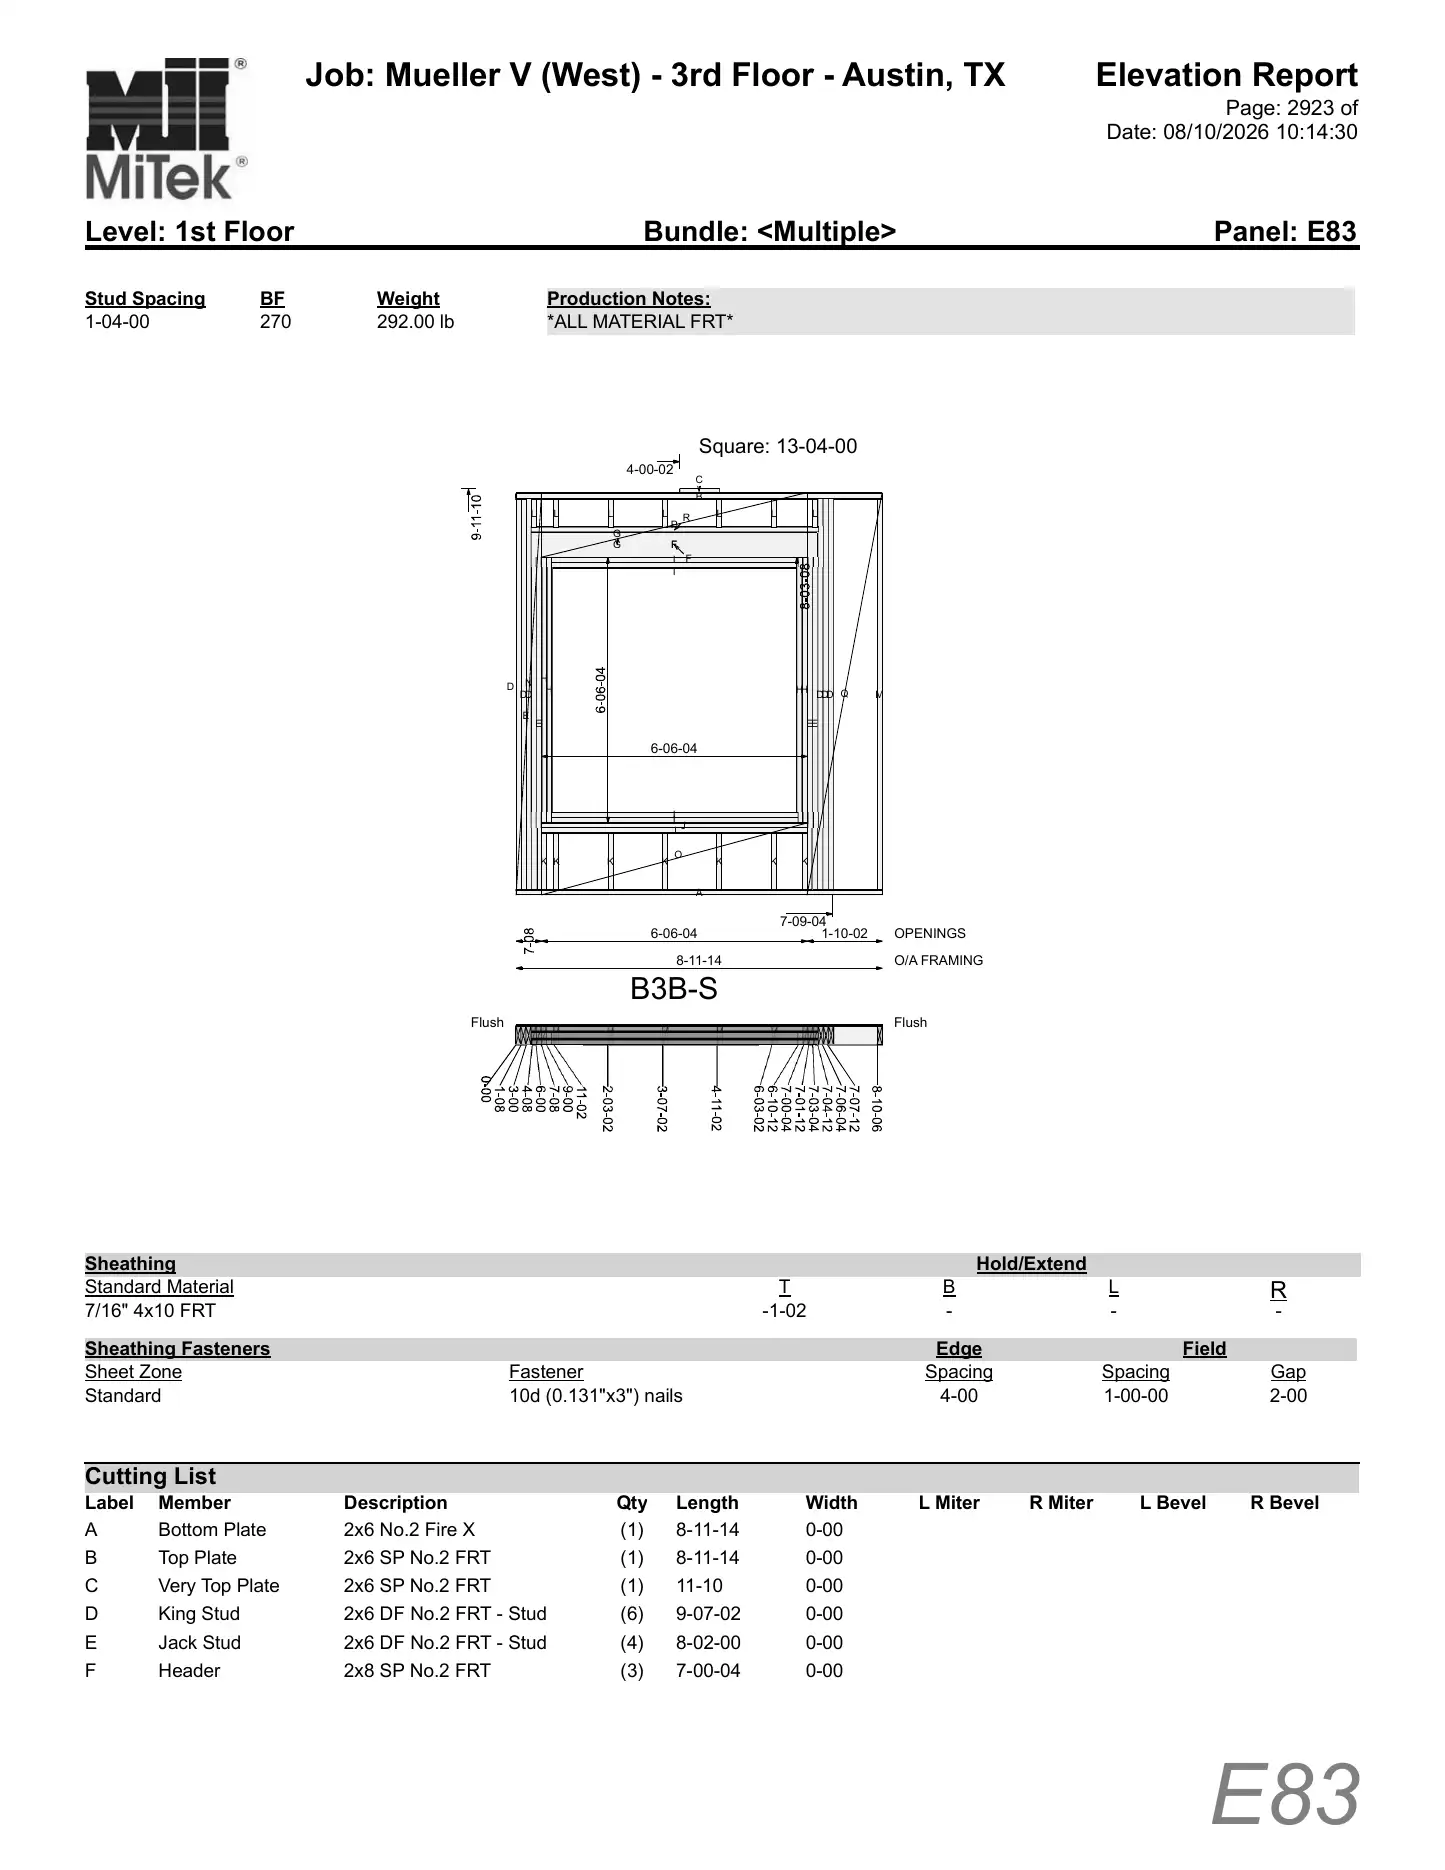 Job: Mueller V (West) - 3rd Floor - Austin, TX
Elevation Report
Page: 2923 of
Date: 08/10/2026 10:14:30
MiTek®
Level: 1st Floor Bundle: <Multiple> Panel: E83
Stud Spacing BF Weight Production Notes:
1-04-00 270 292.00 lb *ALL MATERIAL FRT*
Square: 13-04-00
4-00-02
C
B
9-11-10
R
G
G
F
F
8-03-08
D
D
E
E
6-06-04
D D D Q M
6-06-04
J
K K K K K K K
O
A
7-09-04
7-08 6-06-04 1-10-02 OPENINGS
8-11-14 O/A FRAMING
B3B-S
Flush Flush
0-00 1-08 3-00 4-08 6-00 7-08 9-00 11-02 2-03-02 3-07-02 4-11-02 6-03-02 6-10-12 7-00-04 7-01-12 7-03-04 7-04-12 7-06-04 7-07-12 8-10-06
Sheathing Hold/Extend
Standard Material T B L R
7/16" 4x10 FRT -1-02 - - -
Sheathing Fasteners Edge Field
Sheet Zone Fastener Spacing Spacing Gap
Standard 10d (0.131"x3") nails 4-00 1-00-00 2-00
Cutting List
Label Member Description Qty Length Width L Miter R Miter L Bevel R Bevel
A Bottom Plate 2x6 No.2 Fire X (1) 8-11-14 0-00
B Top Plate 2x6 SP No.2 FRT (1) 8-11-14 0-00
C Very Top Plate 2x6 SP No.2 FRT (1) 11-10 0-00
D King Stud 2x6 DF No.2 FRT - Stud (6) 9-07-02 0-00
E Jack Stud 2x6 DF No.2 FRT - Stud (4) 8-02-00 0-00
F Header 2x8 SP No.2 FRT (3) 7-00-04 0-00
E83